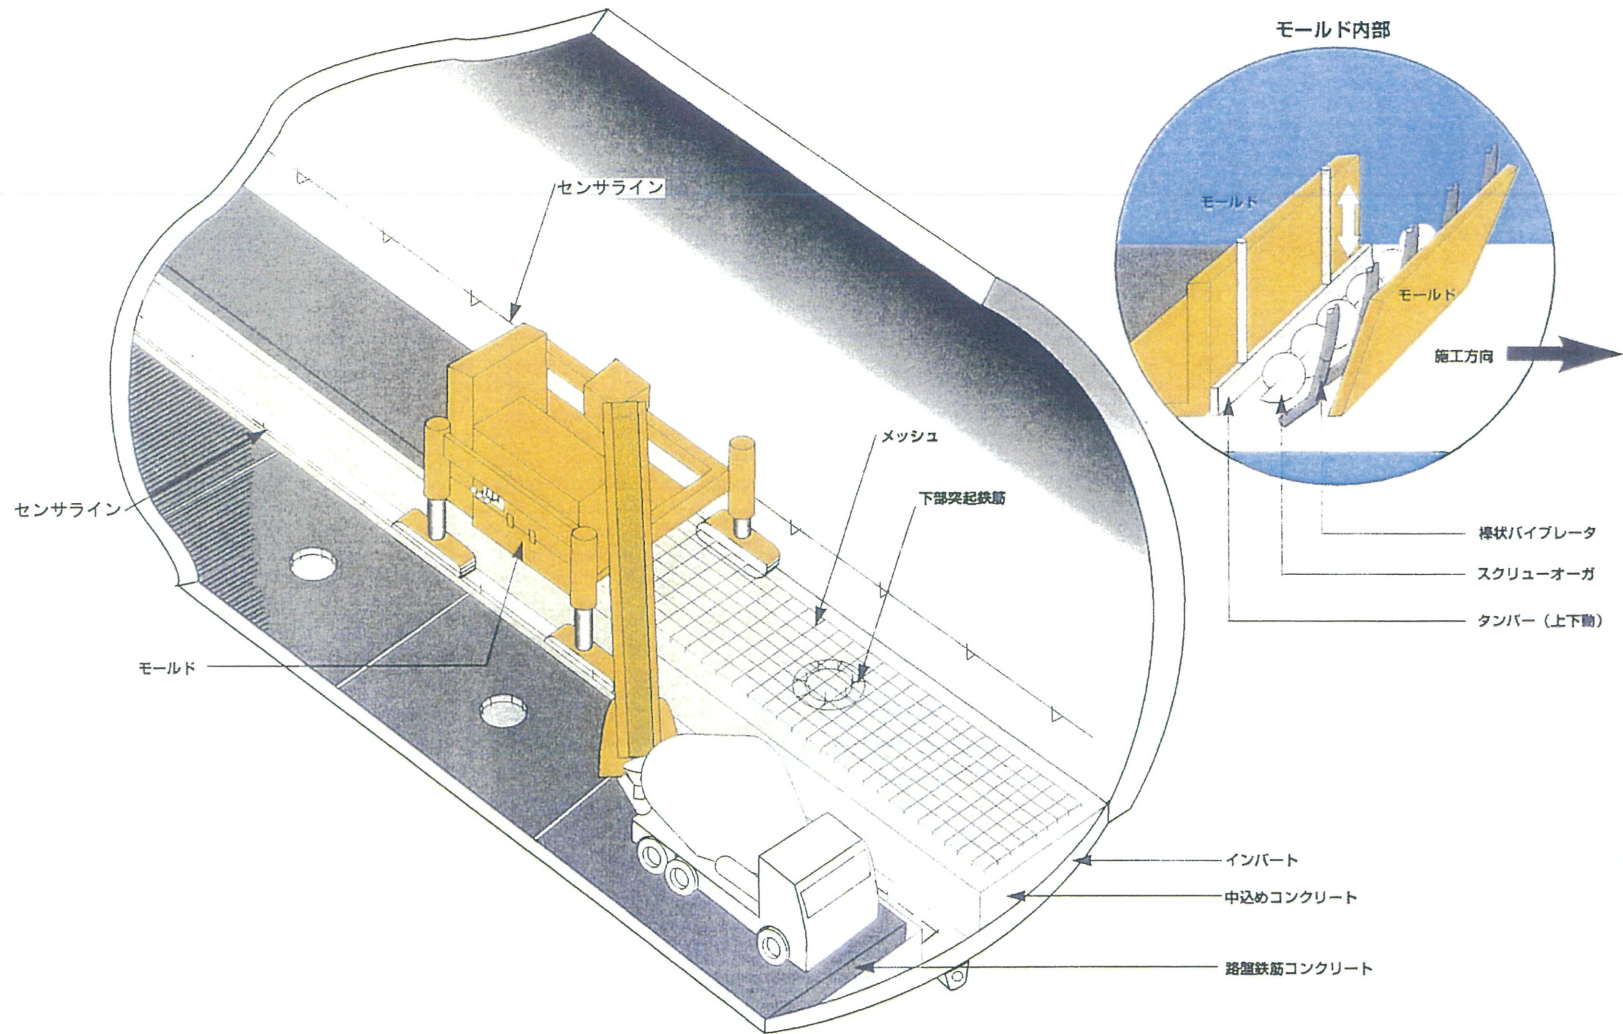 モールド内部
センサライン
モールド
モールド
施工方向
メッシュ
下部突起鉄筋
センサライン
棒状バイブレータ
スクリューオーガ
タンパー（上下動）
モールド
インバート
中込めコンクリート
路盤鉄筋コンクリート